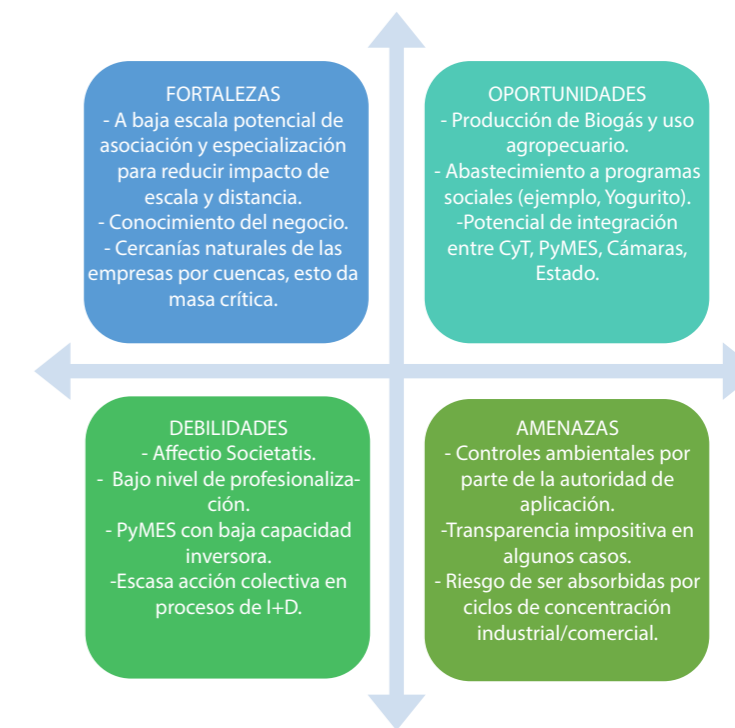 FORTALEZAS
- A baja escala potencial de
asociación y especialización
para reducir impacto de
escala y distancia.
- Conocimiento del negocio.
- Cercanías naturales de las
empresas por cuencas, esto da
masa crítica.
OPORTUNIDADES
- Producción de Biogás y uso
agropecuario.
- Abastecimiento a programas
sociales (ejemplo, Yogurito).
-Potencial de integración
entre CyT, PyMES, Cámaras,
Estado.
DEBILIDADES
- Affectio Societatis.
- Bajo nivel de profesionaliza-
ción.
- PyMES con baja capacidad
inversora.
-Escasa acción colectiva en
procesos de I+D.
AMENAZAS
- Controles ambientales por
parte de la autoridad de
aplicación.
-Transparencia impositiva en
algunos casos.
- Riesgo de ser absorbidas por
ciclos de concentración
industrial/comercial.